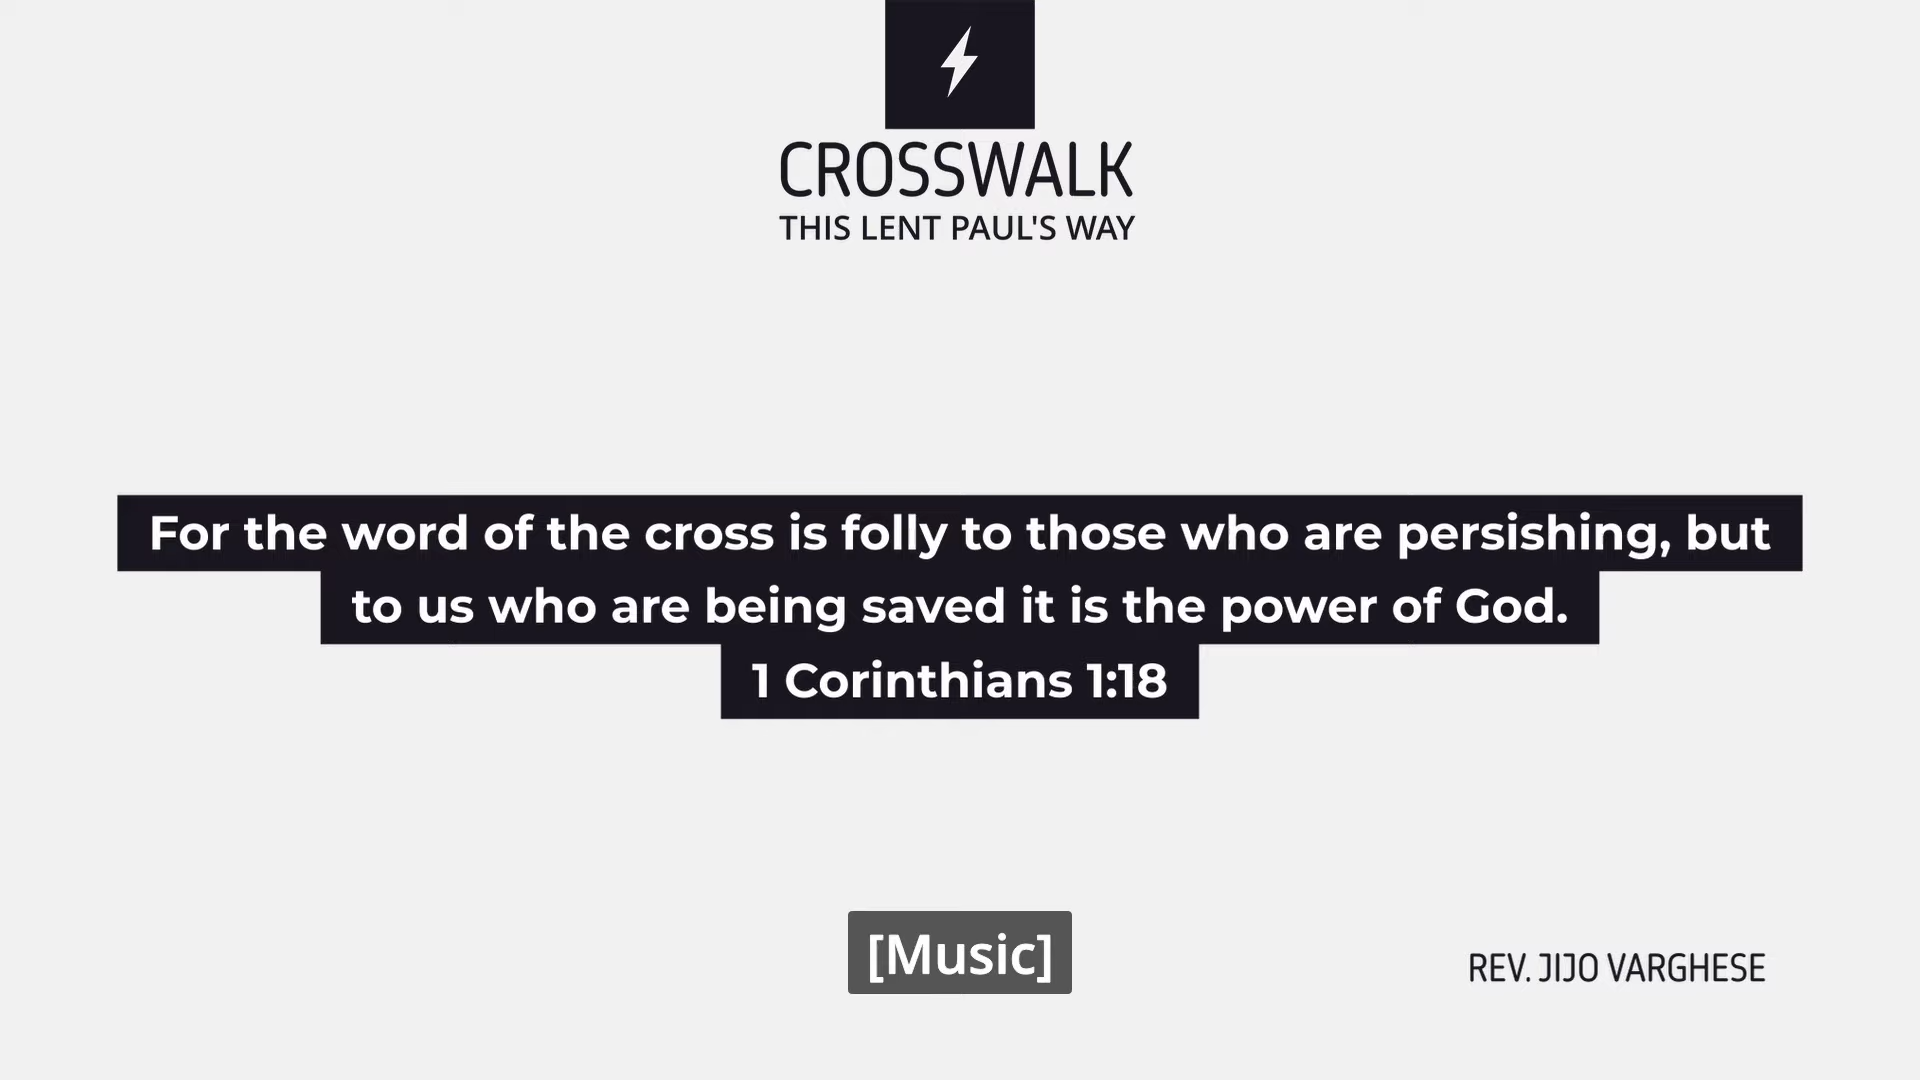 CROSSWALK
THIS LENT PAUL'S WAY
For the word of the cross is folly to those who are persishing, but
to us who are being saved it is the power of God.
1 Corinthians 1:18
[Music]
REV. JIJO VARGHESE